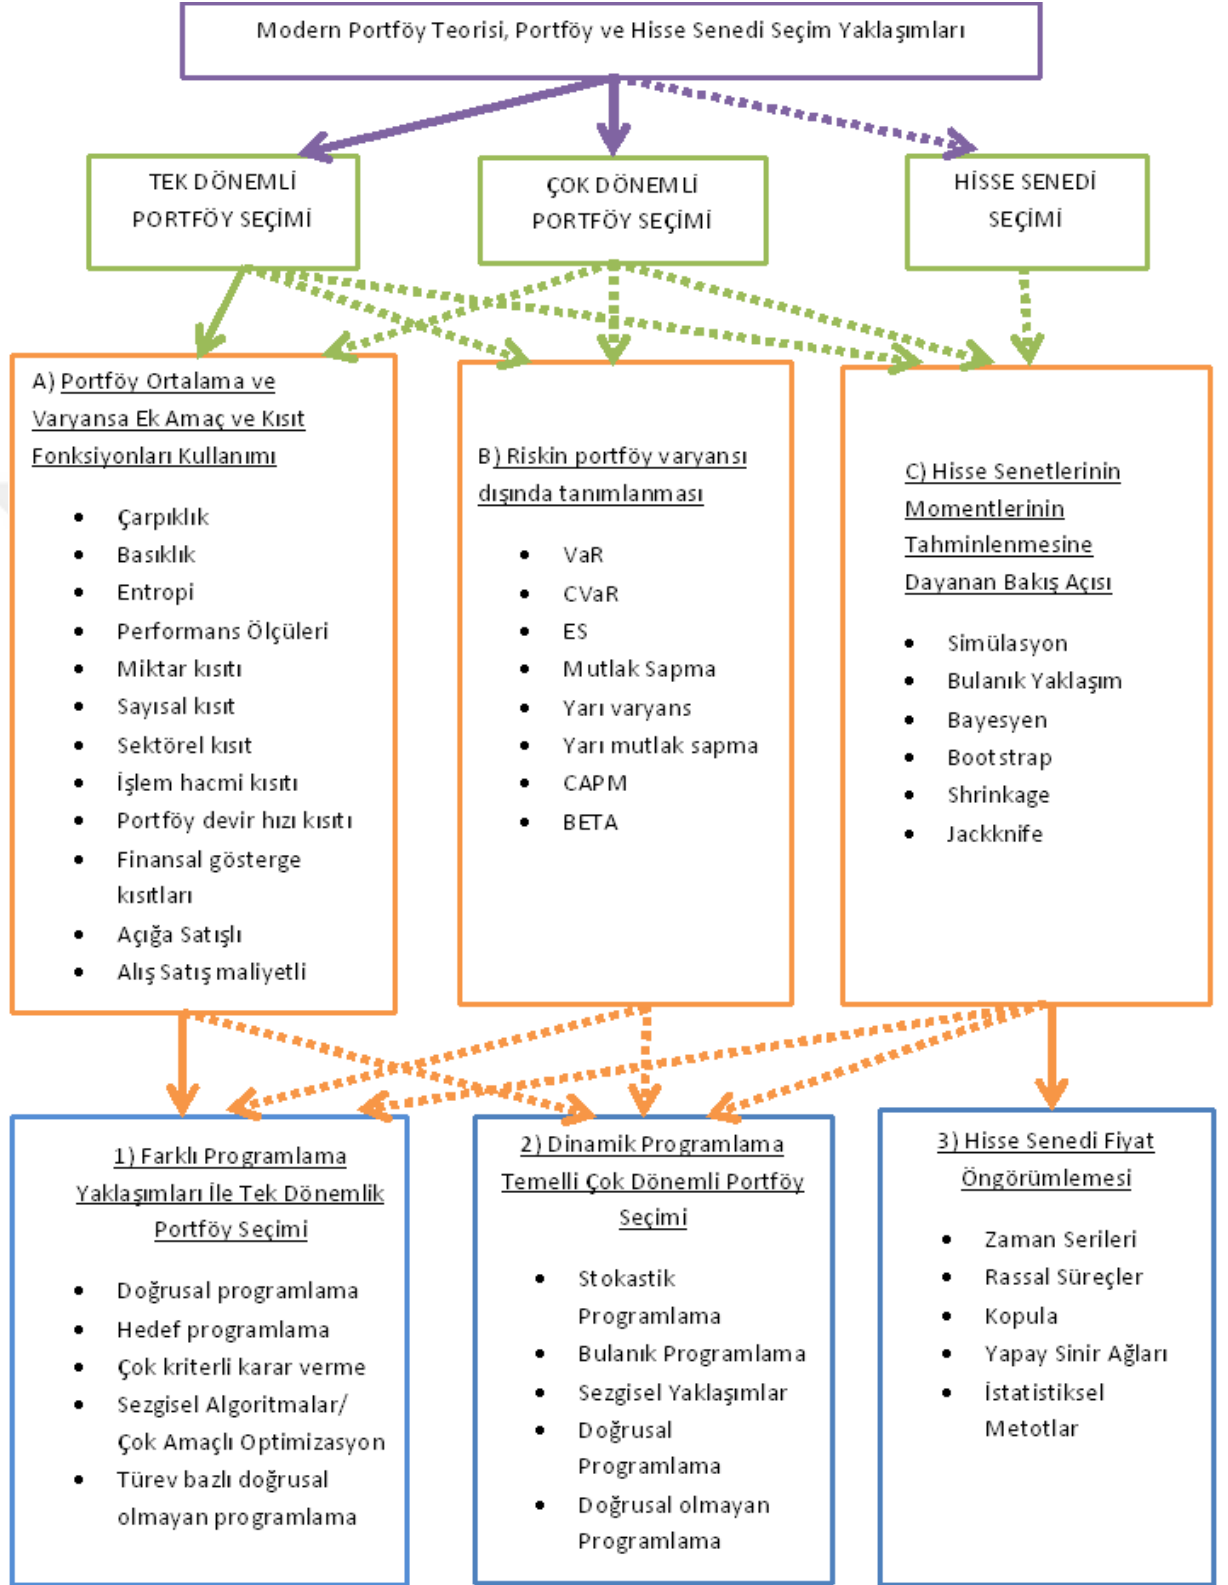 Modern Portföy Teorisi, Portföy ve Hisse Senedi Seçim Yaklaşımları
TEK DÖNEMLİ
PORTFÖY SEÇİMİ
ÇOK DÖNEMLİ
PORTFÖY SEÇİMİ
HİSSE SENEDİ
SEÇİMİ
A) Portföy Ortalama ve
Varyansa Ek Amaç ve Kısıt
Fonksiyonları Kullanımı
• Çarpıklık
• Basıklık
• Entropi
• Performans Ölçüleri
• Miktar kısıtı
• Sayısal kısıt
• Sektörel kısıt
• İşlem hacmi kısıtı
• Portföy devir hızı kısıtı
• Finansal gösterge
kısıtları
• Açığa Satışlı
• Alış Satış maliyetli
B) Riskin portföy varyansı
dışında tanımlanması
• VaR
• CVaR
• ES
• Mutlak Sapma
• Yarı varyans
• Yarı mutlak sapma
• CAPM
• BETA
C) Hisse Senetlerinin
Momentlerinin
Tahminlenmesine
Dayanan Bakış Açısı
• Simülasyon
• Bulanık Yaklaşım
• Bayesyen
• Bootstrap
• Shrinkage
• Jackknife
1) Farklı Programlama
Yaklaşımları İle Tek Dönemlik
Portföy Seçimi
• Doğrusal programlama
• Hedef programlama
• Çok kriterli karar verme
• Sezgisel Algoritmalar/
Çok Amaçlı Optimizasyon
• Türev bazlı doğrusal
olmayan programlama
2) Dinamik Programlama
Temelli Çok Dönemli Portföy
Seçimi
• Stokastik
Programlama
• Bulanık Programlama
• Sezgisel Yaklaşımlar
• Doğrusal
Programlama
• Doğrusal olmayan
Programlama
3) Hisse Senedi Fiyat
Öngörümlemesi
• Zaman Serileri
• Rassal Süreçler
• Kopula
• Yapay Sinir Ağları
• İstatistiksel
Metotlar